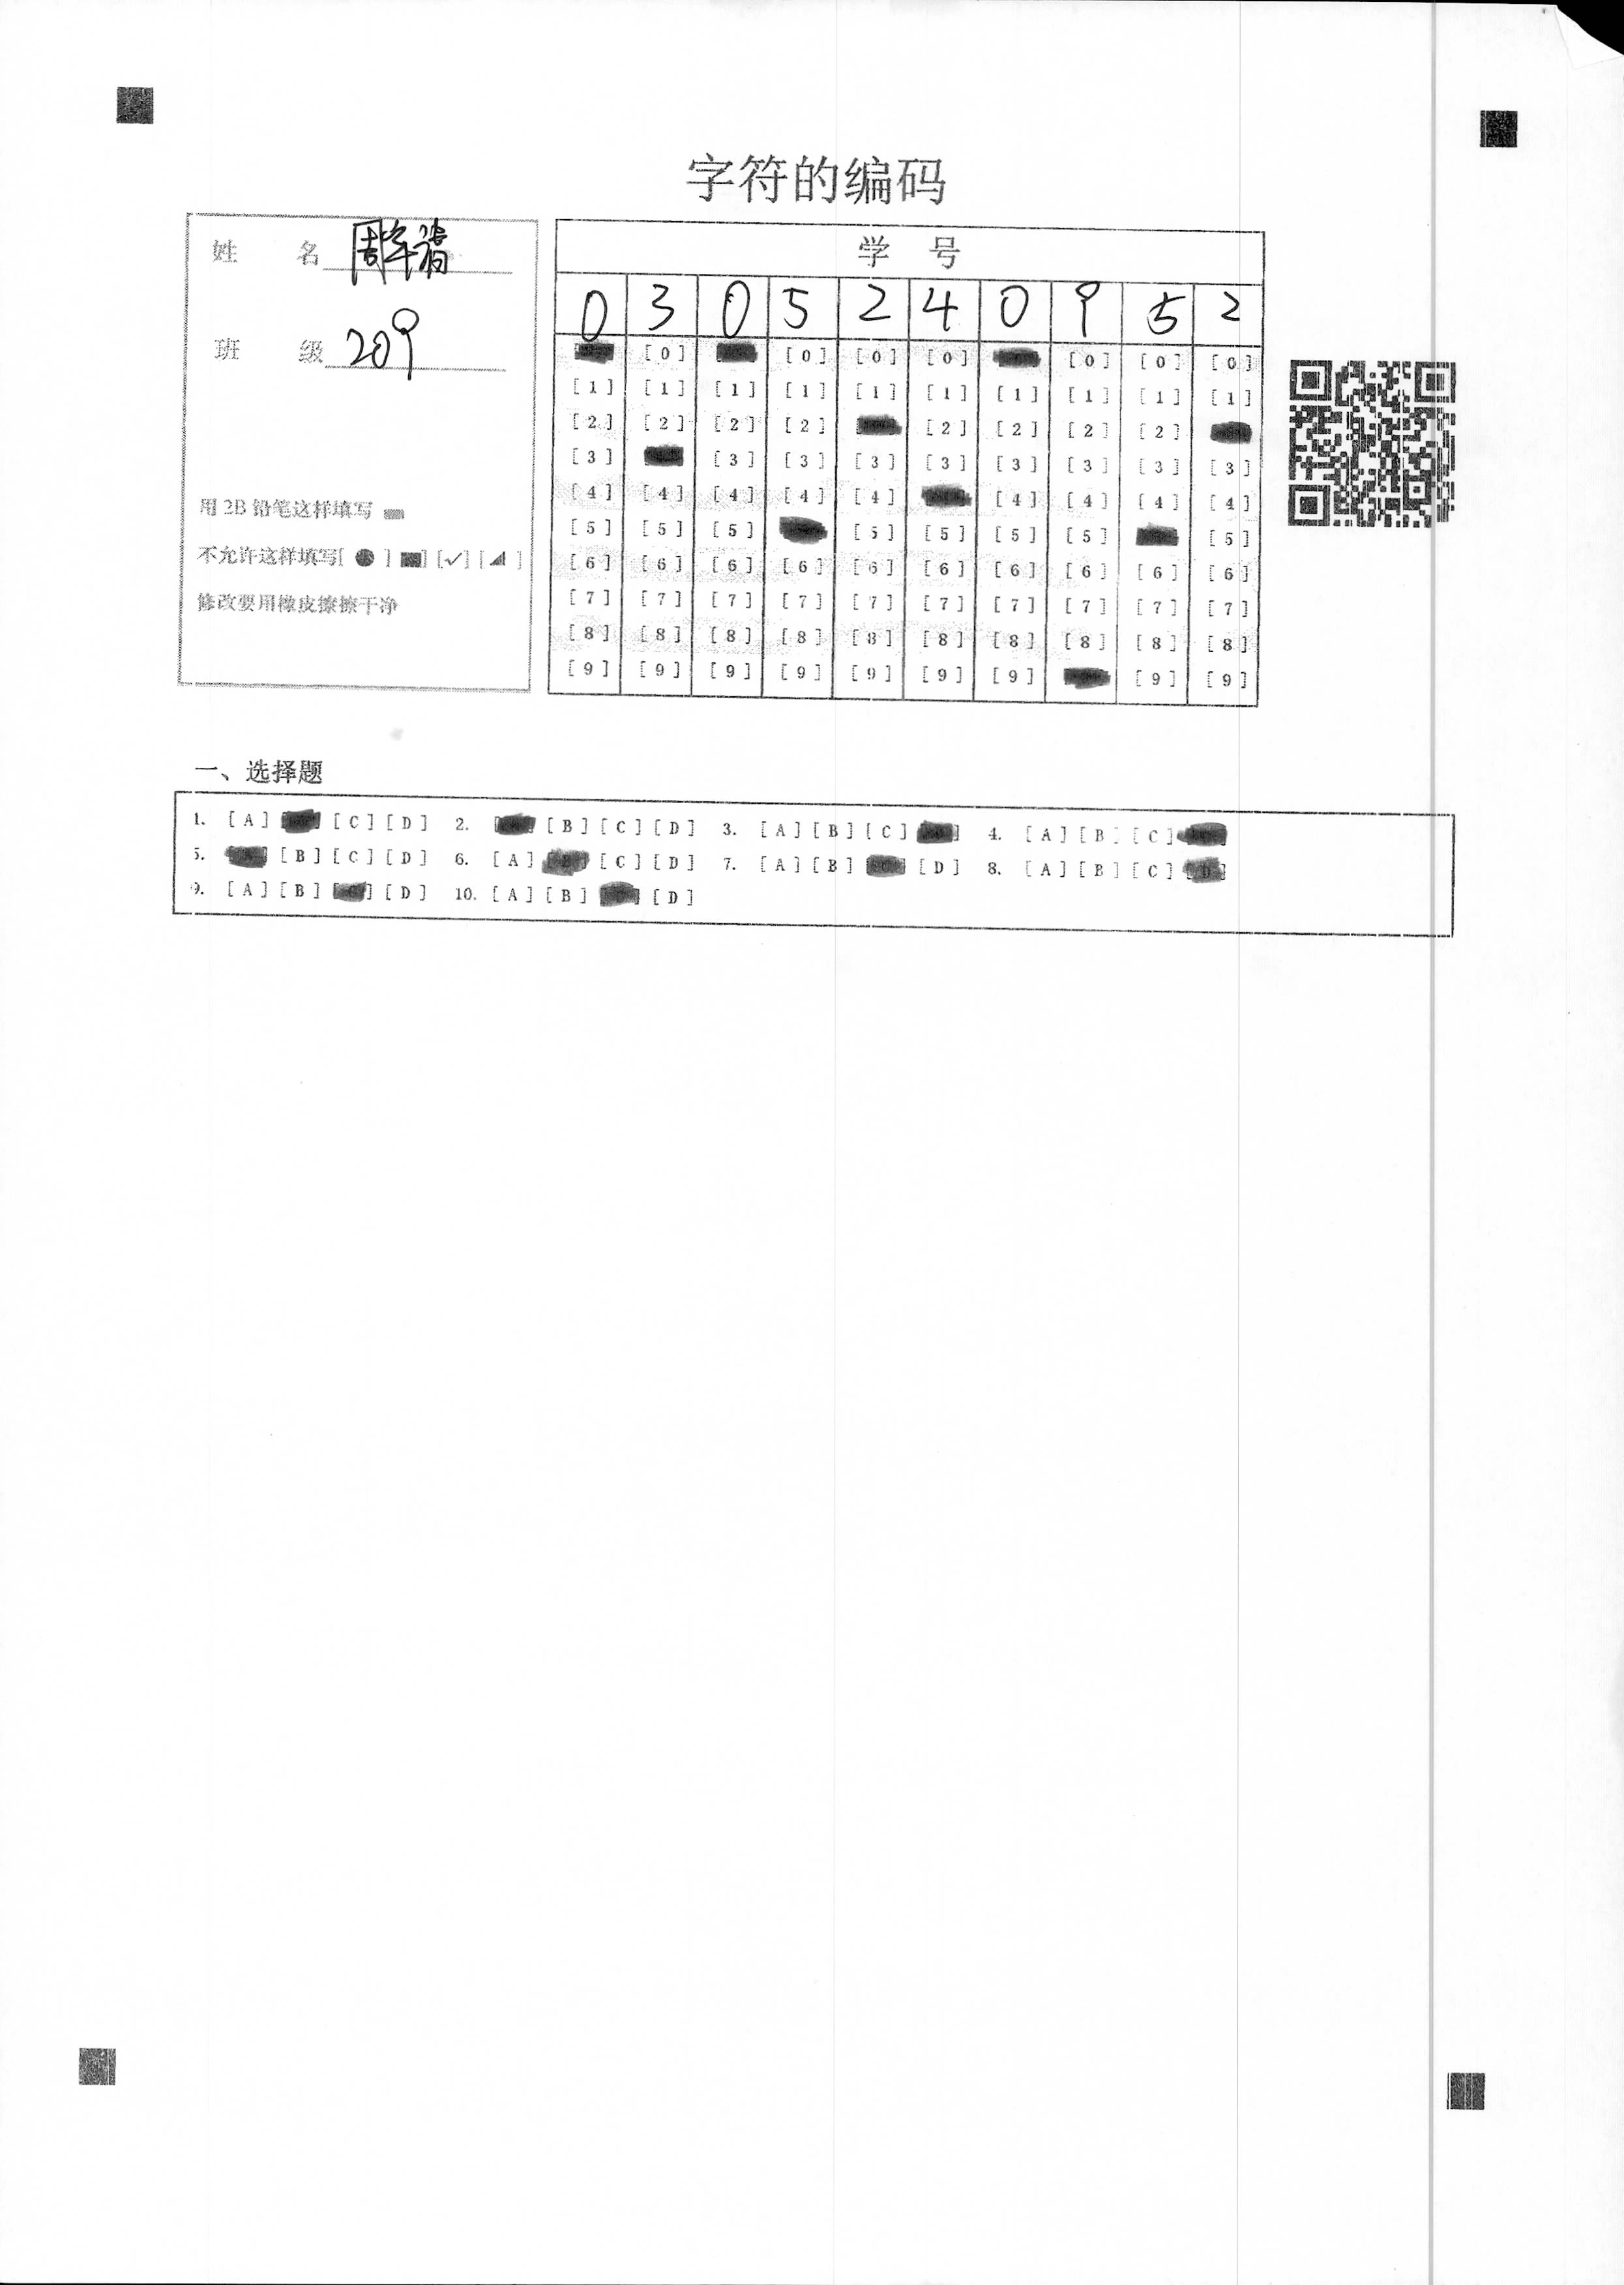 字符的编码
姓 名 周
班 级 209
用 2B 铅笔这样填写
不允许这样填写[ ● ] ■] [✓] [ ◢ ]
修改要用橡皮擦擦干净
学 号
0 3 0 5 2 4 0 9 5 2
[0] [0] [0] [0] [0] [0]
[1] [1] [1] [1] [1] [1] [1] [1] [1] [1]
[2] [2] [2] [2] [2] [2] [2] [2]
[3] [3] [3] [3] [3] [3] [3] [3] [3]
[4] [4] [4] [4] [4] [4] [4] [4] [4]
[5] [5] [5] [5] [5] [5] [5] [5]
[6] [6] [6] [6] [6] [6] [6] [6] [6] [6]
[7] [7] [7] [7] [7] [7] [7] [7] [7] [7]
[8] [8] [8] [8] [8] [8] [8] [8] [8] [8]
[9] [9] [9] [9] [9] [9] [9] [9] [9]
一、选择题
1. [A] [C] [D] 2. [B] [C] [D] 3. [A] [B] [C] 4. [A] [B] [C]
5. [B] [C] [D] 6. [A] [B] [C] [D] 7. [A] [B] [D] 8. [A] [B] [C] [D]
9. [A] [B] [C] [D] 10. [A] [B] [D]